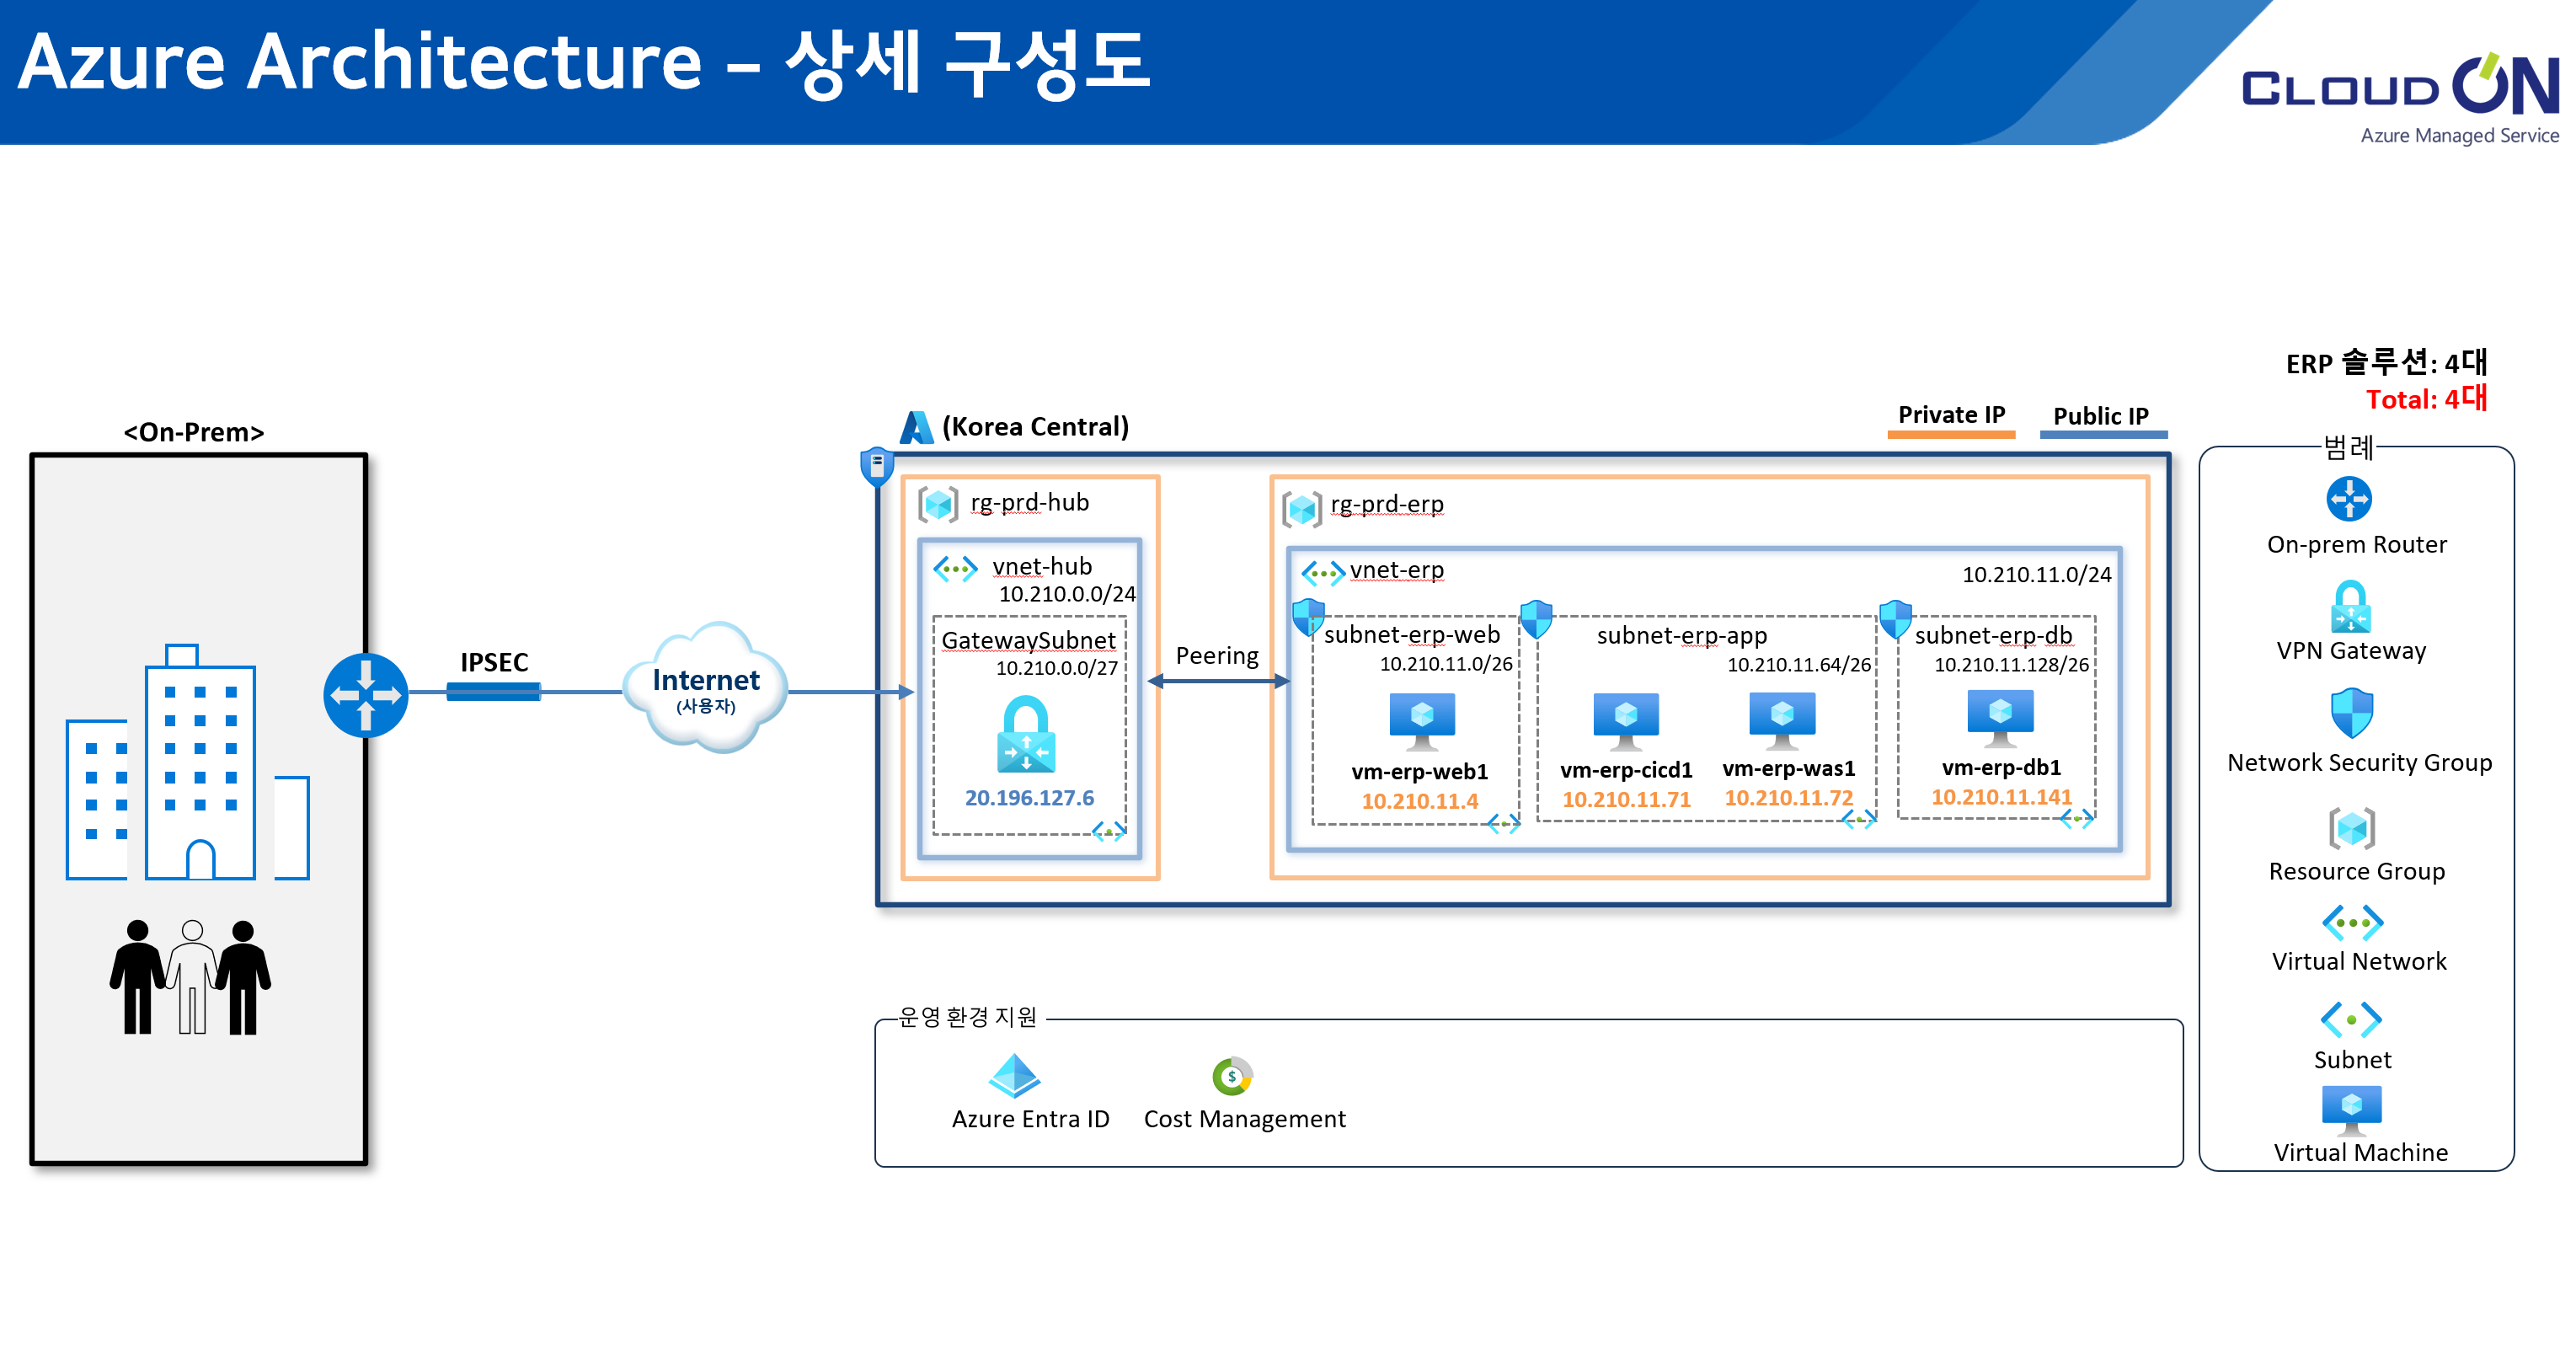 Azure Architecture – 상세 구성도
CLOUD ON
Azure Managed Service
ERP 솔루션: 4대
Total: 4대
<On-Prem>
IPSEC
Internet
(사용자)
(Korea Central)
Private IP
Public IP
rg-prd-hub
vnet-hub
10.210.0.0/24
GatewaySubnet
10.210.0.0/27
20.196.127.6
Peering
rg-prd-erp
vnet-erp
10.210.11.0/24
subnet-erp-web
10.210.11.0/26
vm-erp-web1
10.210.11.4
subnet-erp-app
10.210.11.64/26
vm-erp-cicd1
10.210.11.71
vm-erp-was1
10.210.11.72
subnet-erp-db
10.210.11.128/26
vm-erp-db1
10.210.11.141
운영 환경 지원
Azure Entra ID
Cost Management
범례
On-prem Router
VPN Gateway
Network Security Group
Resource Group
Virtual Network
Subnet
Virtual Machine